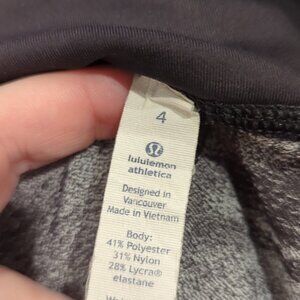 4
lululemon
athletica
Designed in
Vancouver
Made in Vietnam
Body:
41% Polyester
31% Nylon
28% Lycra®
elastane